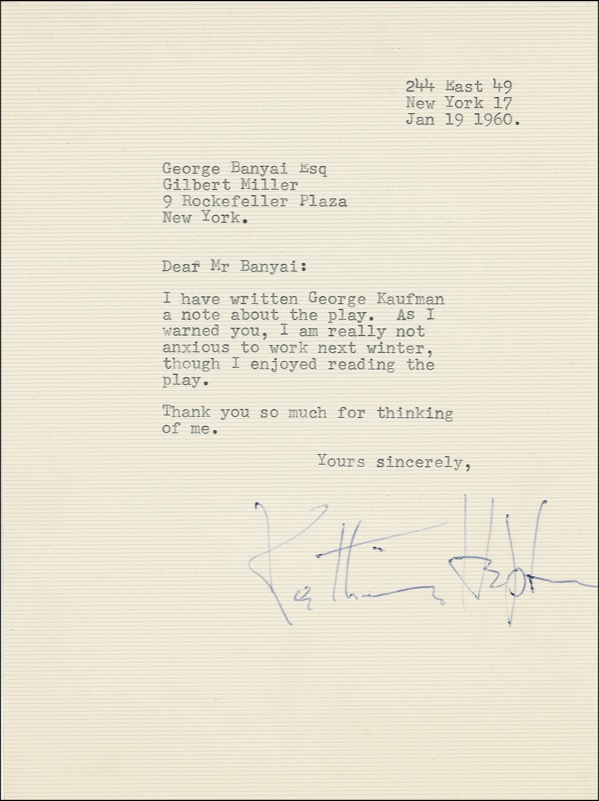 244 East 49
New York 17
Jan 19 1960.
George Banyai Esq
Gilbert Miller
9 Rockefeller Plaza
New York.
Dear Mr Banyai:
I have written George Kaufman
a note about the play.  As I
warned you, I am really not
anxious to work next winter,
though I enjoyed reading the
play.
Thank you so much for thinking
of me.
Yours sincerely,
Katharine Hepburn